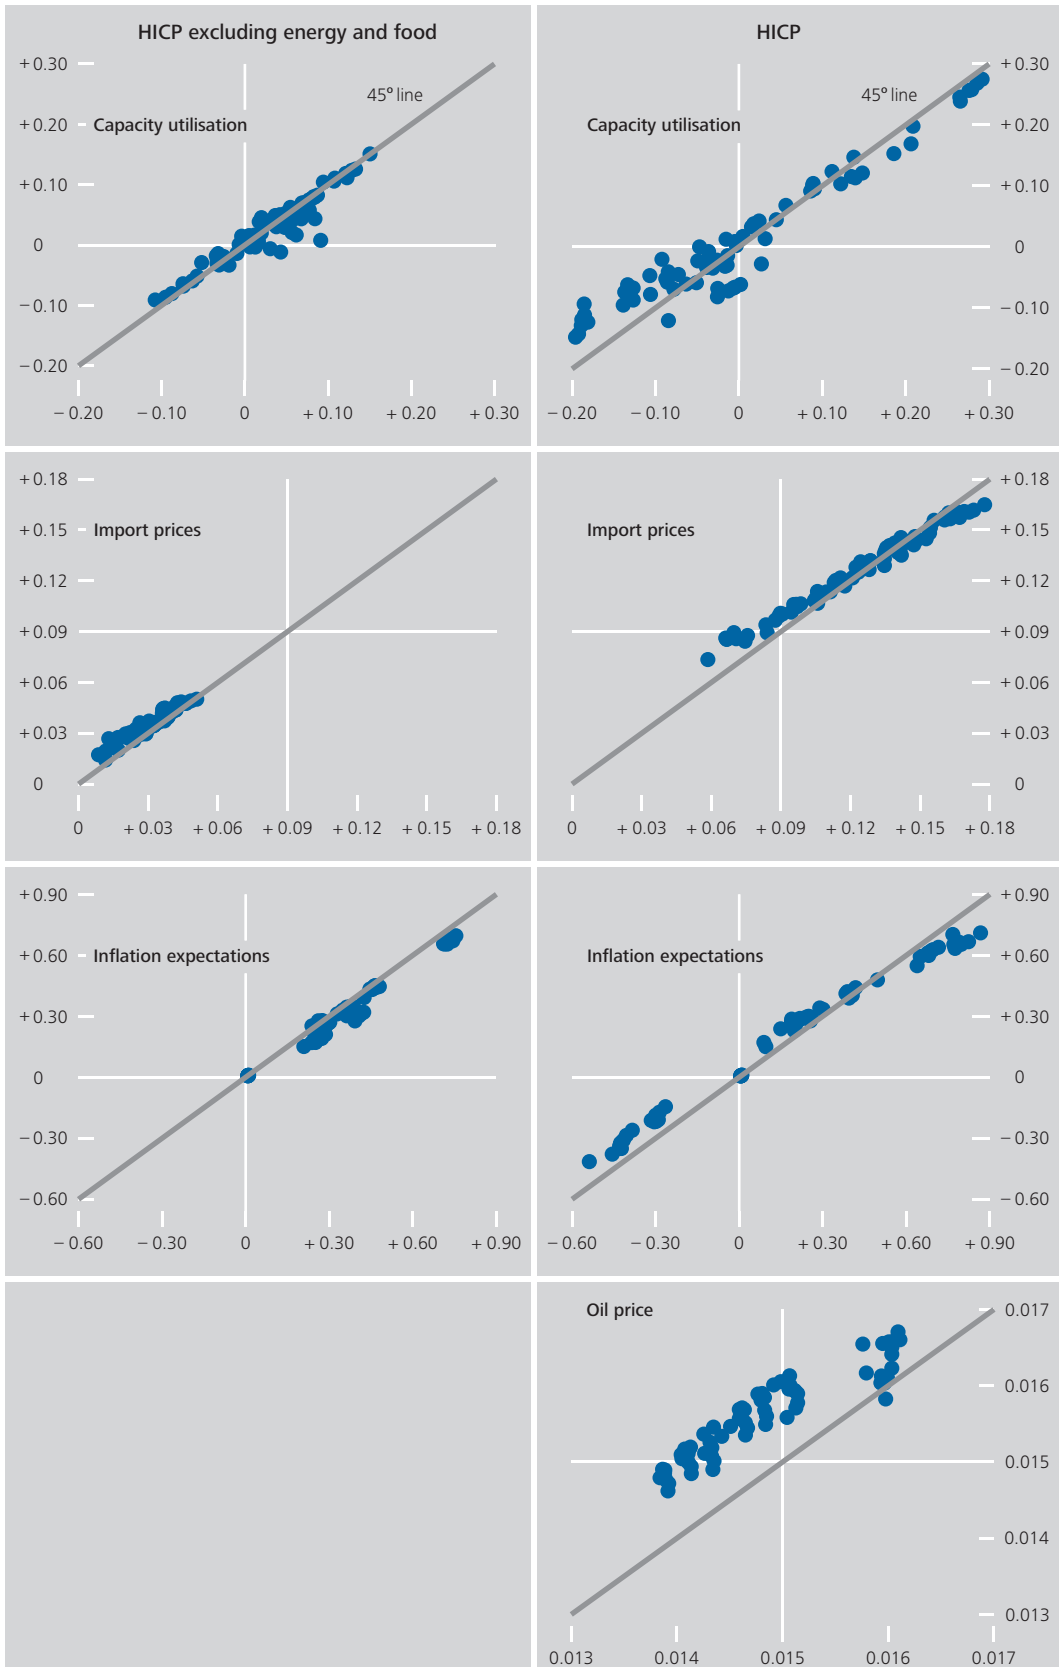 HICP excluding energy and food
HICP
+0.30
45° line
+0.20
Capacity utilisation
+0.10
0
−0.10
−0.20
−0.20 −0.10 0 +0.10 +0.20 +0.30
+0.30
45° line
+0.20
Capacity utilisation
+0.10
0
−0.10
−0.20
−0.20 −0.10 0 +0.10 +0.20 +0.30
+0.18
+0.15
Import prices
+0.12
+0.09
+0.06
+0.03
0
0 +0.03 +0.06 +0.09 +0.12 +0.15 +0.18
+0.18
+0.15
Import prices
+0.12
+0.09
+0.06
+0.03
0
0 +0.03 +0.06 +0.09 +0.12 +0.15 +0.18
+0.90
+0.60
Inflation expectations
+0.30
0
−0.30
−0.60
−0.60 −0.30 0 +0.30 +0.60 +0.90
+0.90
+0.60
Inflation expectations
+0.30
0
−0.30
−0.60
−0.60 −0.30 0 +0.30 +0.60 +0.90
Oil price
0.017
0.016
0.015
0.014
0.013
0.013 0.014 0.015 0.016 0.017